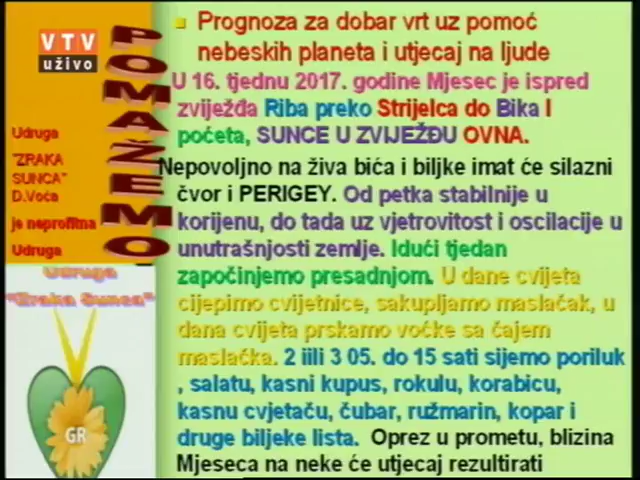 VTV
uživo
POMAŽEMO
Udruga
"ZRAKA
SUNCA"
D.Voća
je neprofitna
Udruga
Udruga
"Zraka Sunca"
GR
Prognoza za dobar vrt uz pomoć
nebeskih planeta i utjecaj na ljude
U 16. tjednu 2017. godine Mjesec je ispred
zviježđa Riba preko Strijelca do Bika I
početa, SUNCE U ZVIJEŽĐU OVNA.
Nepovoljno na živa bića i biljke imat će silazni
čvor i PERIGEY. Od petka stabilnije u
korijenu, do tada uz vjetrovitost i oscilacije u
unutrašnjosti zemlje. Idući tjedan
započinjemo presadnjom. U dane cvijeta
cijepimo cvijetnice, sakupljamo maslačak, u
dana cvijeta prskamo voćke sa čajem
maslačka. 2 iili 3 05. do 15 sati sijemo poriluk
, salatu, kasni kupus, rokulu, korabicu,
kasnu cvjetaču, čubar, ružmarin, kopar i
druge biljeke lista. Oprez u prometu, blizina
Mjeseca na neke će utjecaj rezultirati